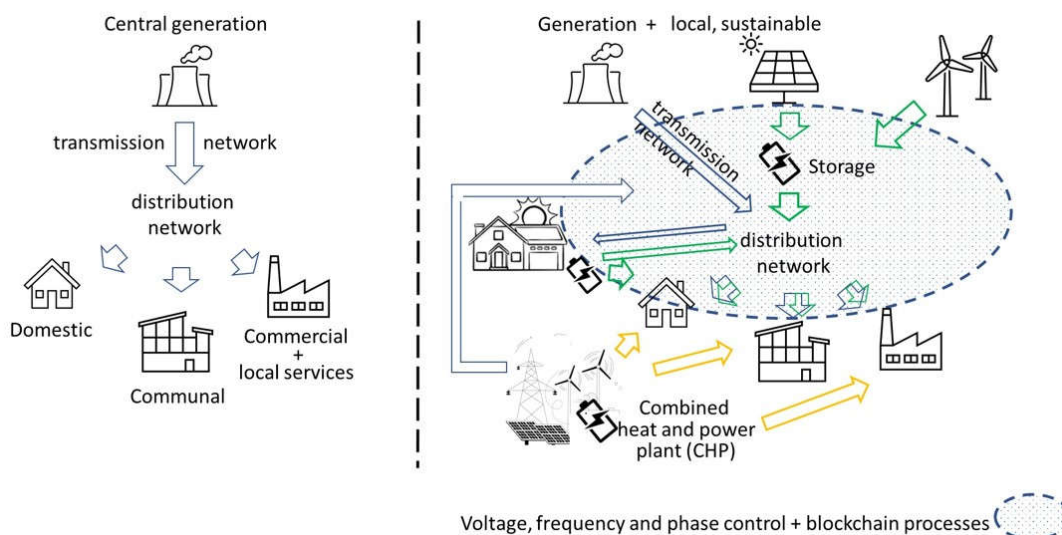 Central generation
transmission network
distribution
network
Domestic
Communal
Commercial
+
local services
Generation + local, sustainable
transmission
network
Storage
distribution
network
Combined
heat and power
plant (CHP)
Voltage, frequency and phase control + blockchain processes